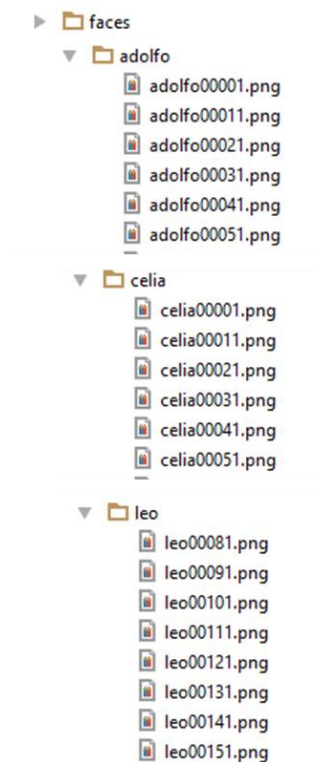 faces
adolfo
adolfo00001.png
adolfo00011.png
adolfo00021.png
adolfo00031.png
adolfo00041.png
adolfo00051.png
celia
celia00001.png
celia00011.png
celia00021.png
celia00031.png
celia00041.png
celia00051.png
leo
leo00081.png
leo00091.png
leo00101.png
leo00111.png
leo00121.png
leo00131.png
leo00141.png
leo00151.png